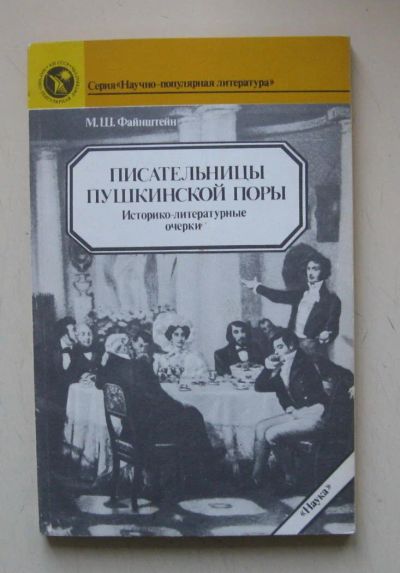 Серия «Научно-популярная литература»
М.Ш. Файнштейн
ПИСАТЕЛЬНИЦЫ
ПУШКИНСКОЙ ПОРЫ
Историко-литературные
очерки
«Наука»